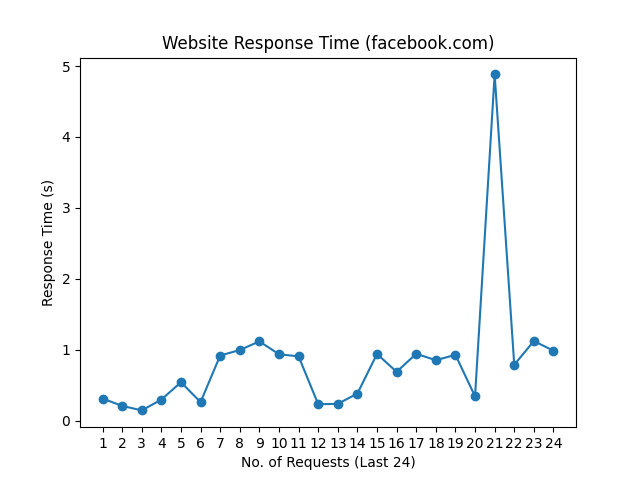 Website Response Time (facebook.com)
5
4
3
2
1
0
Response Time (s)
1 2 3 4 5 6 7 8 9 10 11 12 13 14 15 16 17 18 19 20 21 22 23 24
No. of Requests (Last 24)